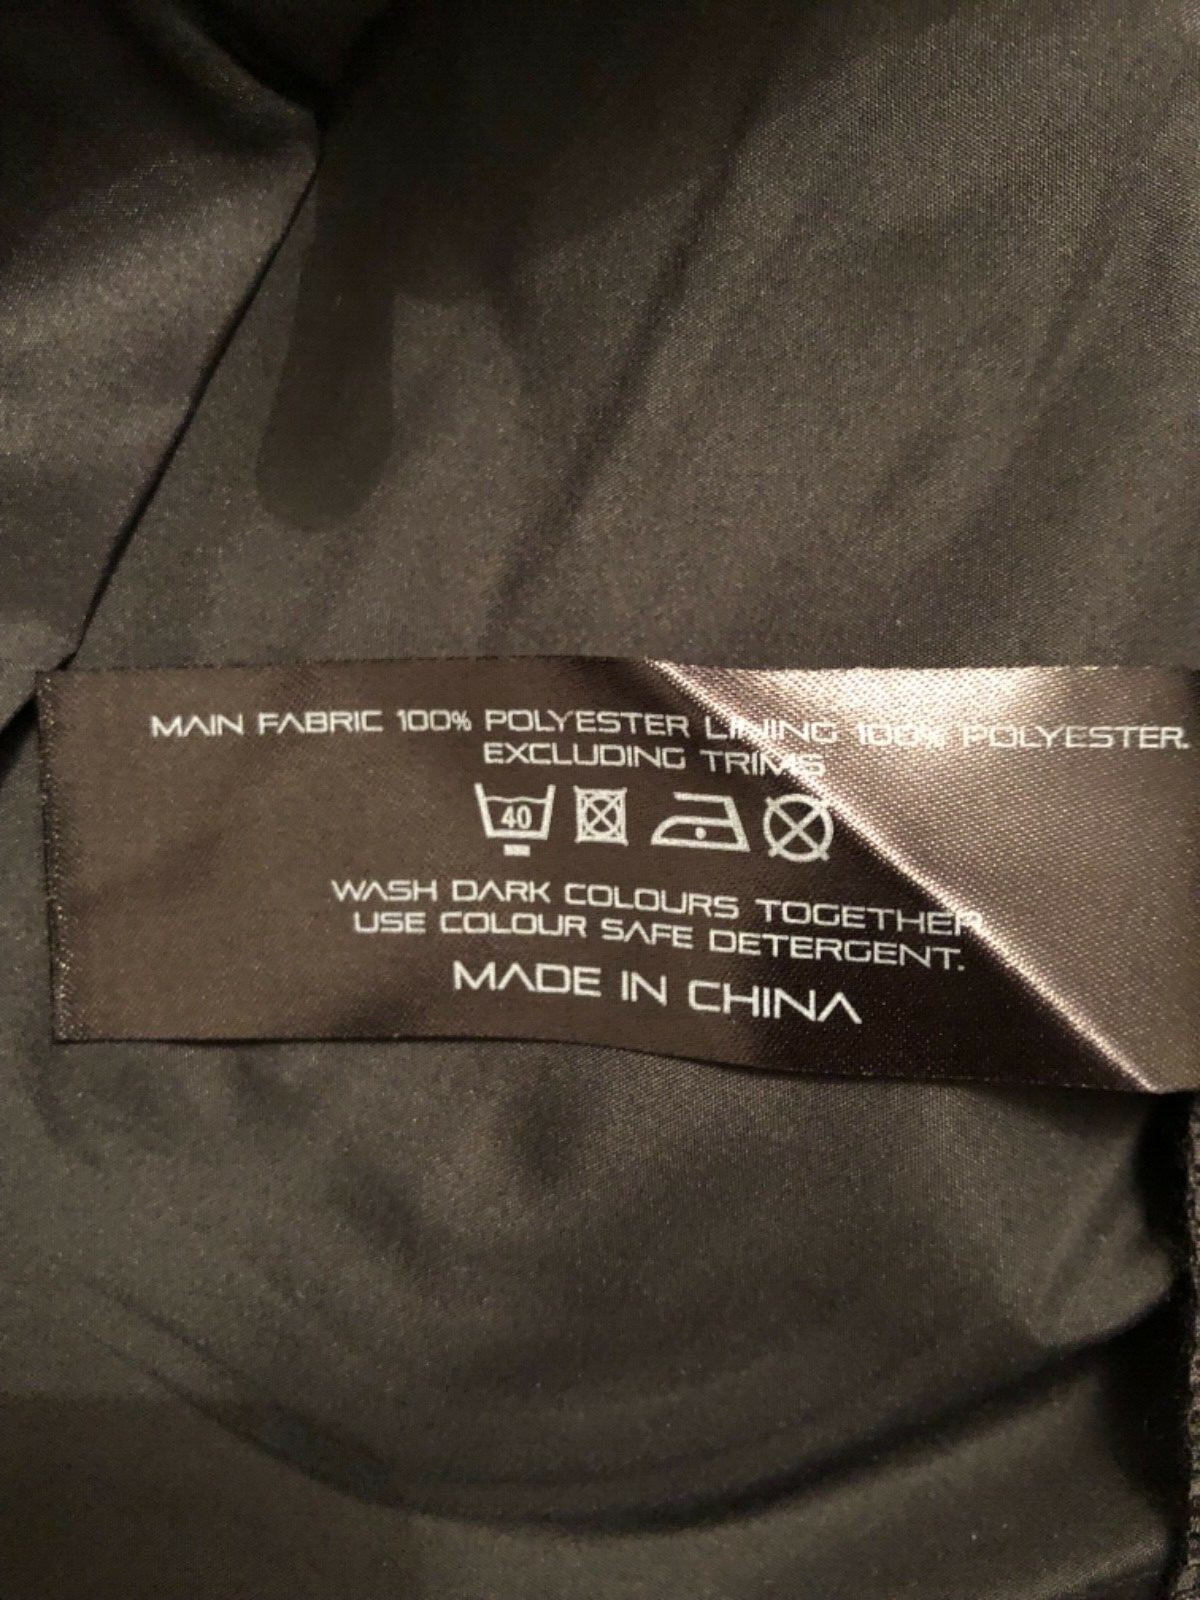 MAIN FABRIC 100% POLYESTER LINING 100% POLYESTER.
EXCLUDING TRIMS
40
WASH DARK COLOURS TOGETHER
USE COLOUR SAFE DETERGENT.
MADE IN CHINA